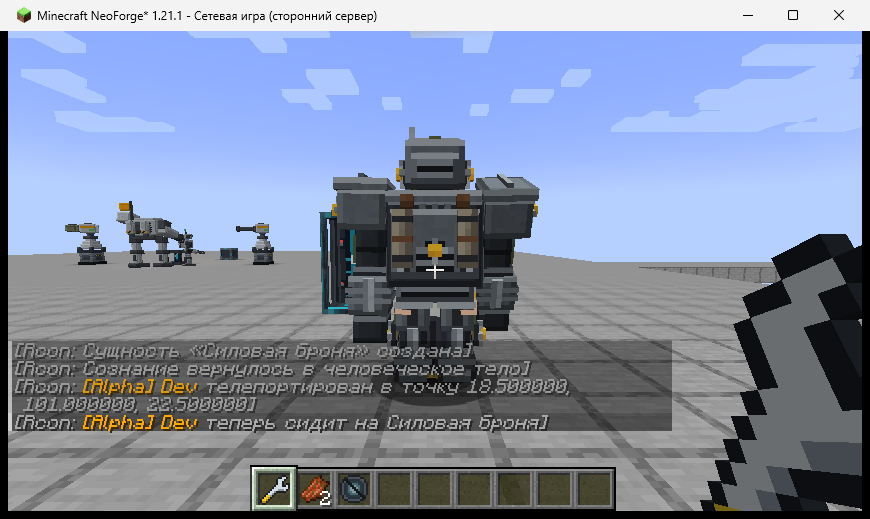 Minecraft NeoForge* 1.21.1 - Сетевая игра (сторонний сервер)
[Rcon: Сущность «Силовая броня» создана]
[Rcon: Сознание вернулось в человеческое тело]
[Rcon: [Alpha] Dev телепортирован в точку 18.500000,
101.000000, 22.500000]
[Rcon: [Alpha] Dev теперь сидит на Силовая броня]
2